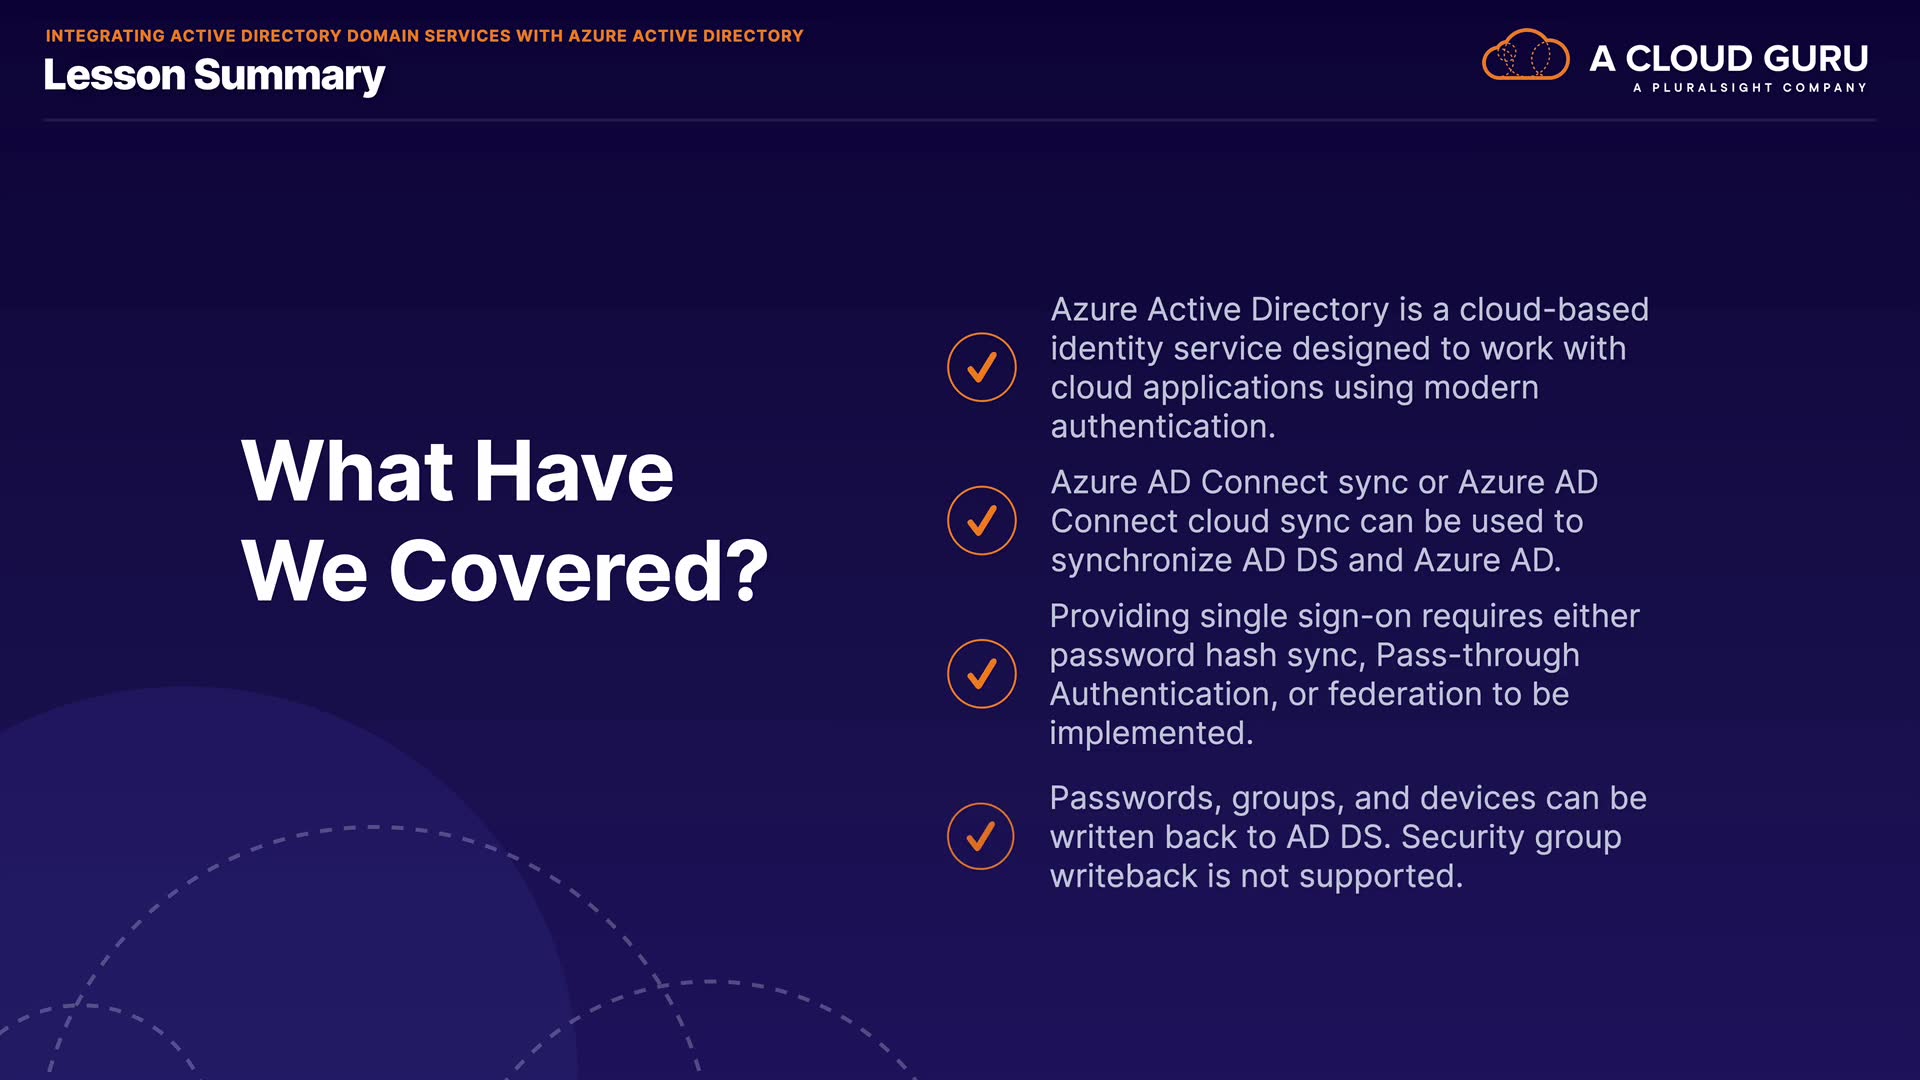 INTEGRATING ACTIVE DIRECTORY DOMAIN SERVICES WITH AZURE ACTIVE DIRECTORY
Lesson Summary
A CLOUD GURU
A PLURALSIGHT COMPANY
What Have
We Covered?
Azure Active Directory is a cloud-based
identity service designed to work with
cloud applications using modern
authentication.
Azure AD Connect sync or Azure AD
Connect cloud sync can be used to
synchronize AD DS and Azure AD.
Providing single sign-on requires either
password hash sync, Pass-through
Authentication, or federation to be
implemented.
Passwords, groups, and devices can be
written back to AD DS. Security group
writeback is not supported.